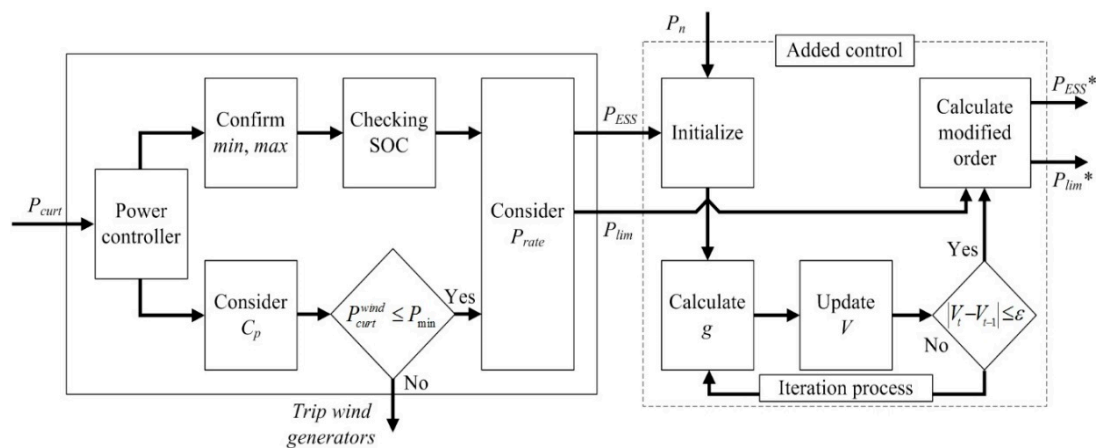 P_n
Added control
P_curt
Power
controller
Confirm
min, max
Checking
SOC
Consider
C_p
P_curt^wind ≤ P_min
Yes
No
Trip wind
generators
Consider
P_rate
P_ESS
P_lim
Initialize
Calculate
modified
order
P_ESS*
P_lim*
Calculate
g
Update
V
|V_t−V_{t−1}| ≤ ε
Yes
No
Iteration process